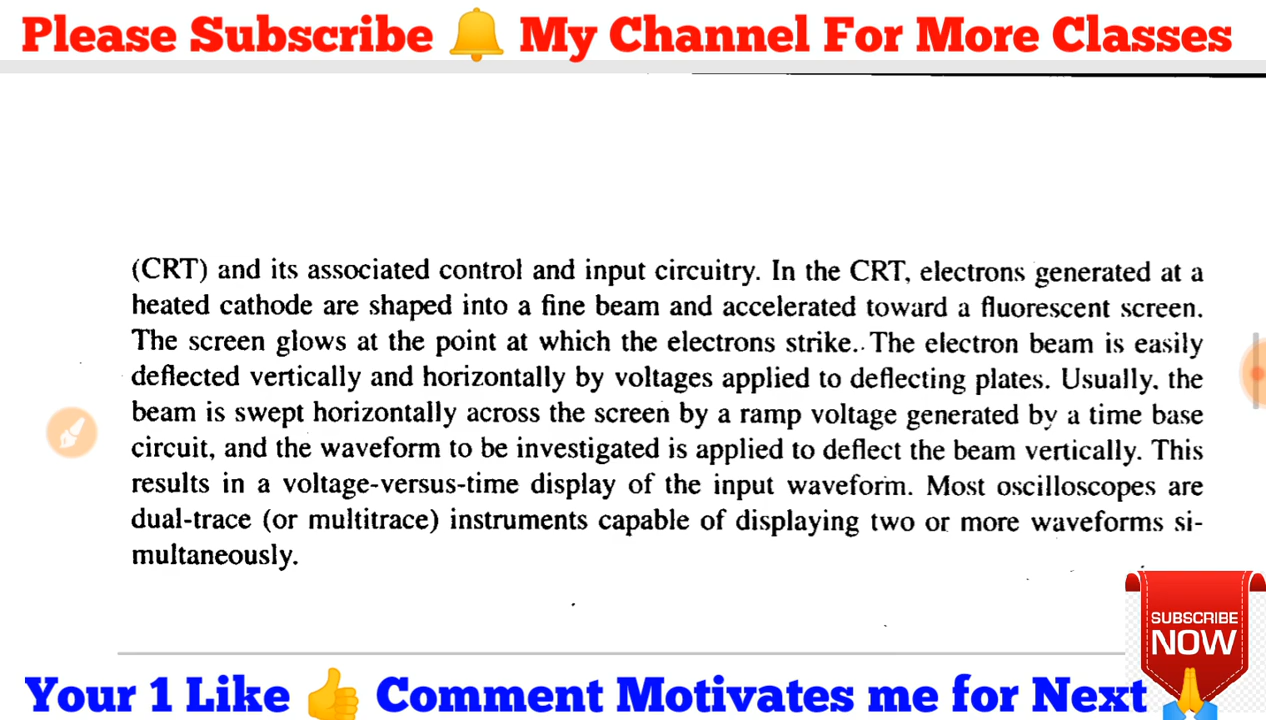 Please Subscribe 🔔 My Channel For More Classes
(CRT) and its associated control and input circuitry. In the CRT, electrons generated at a
heated cathode are shaped into a fine beam and accelerated toward a fluorescent screen.
The screen glows at the point at which the electrons strike. The electron beam is easily
deflected vertically and horizontally by voltages applied to deflecting plates. Usually, the
beam is swept horizontally across the screen by a ramp voltage generated by a time base
circuit, and the waveform to be investigated is applied to deflect the beam vertically. This
results in a voltage-versus-time display of the input waveform. Most oscilloscopes are
dual-trace (or multitrace) instruments capable of displaying two or more waveforms si-
multaneously.
SUBSCRIBE
NOW
Your 1 Like 👍 Comment Motivates me for Next 🙏